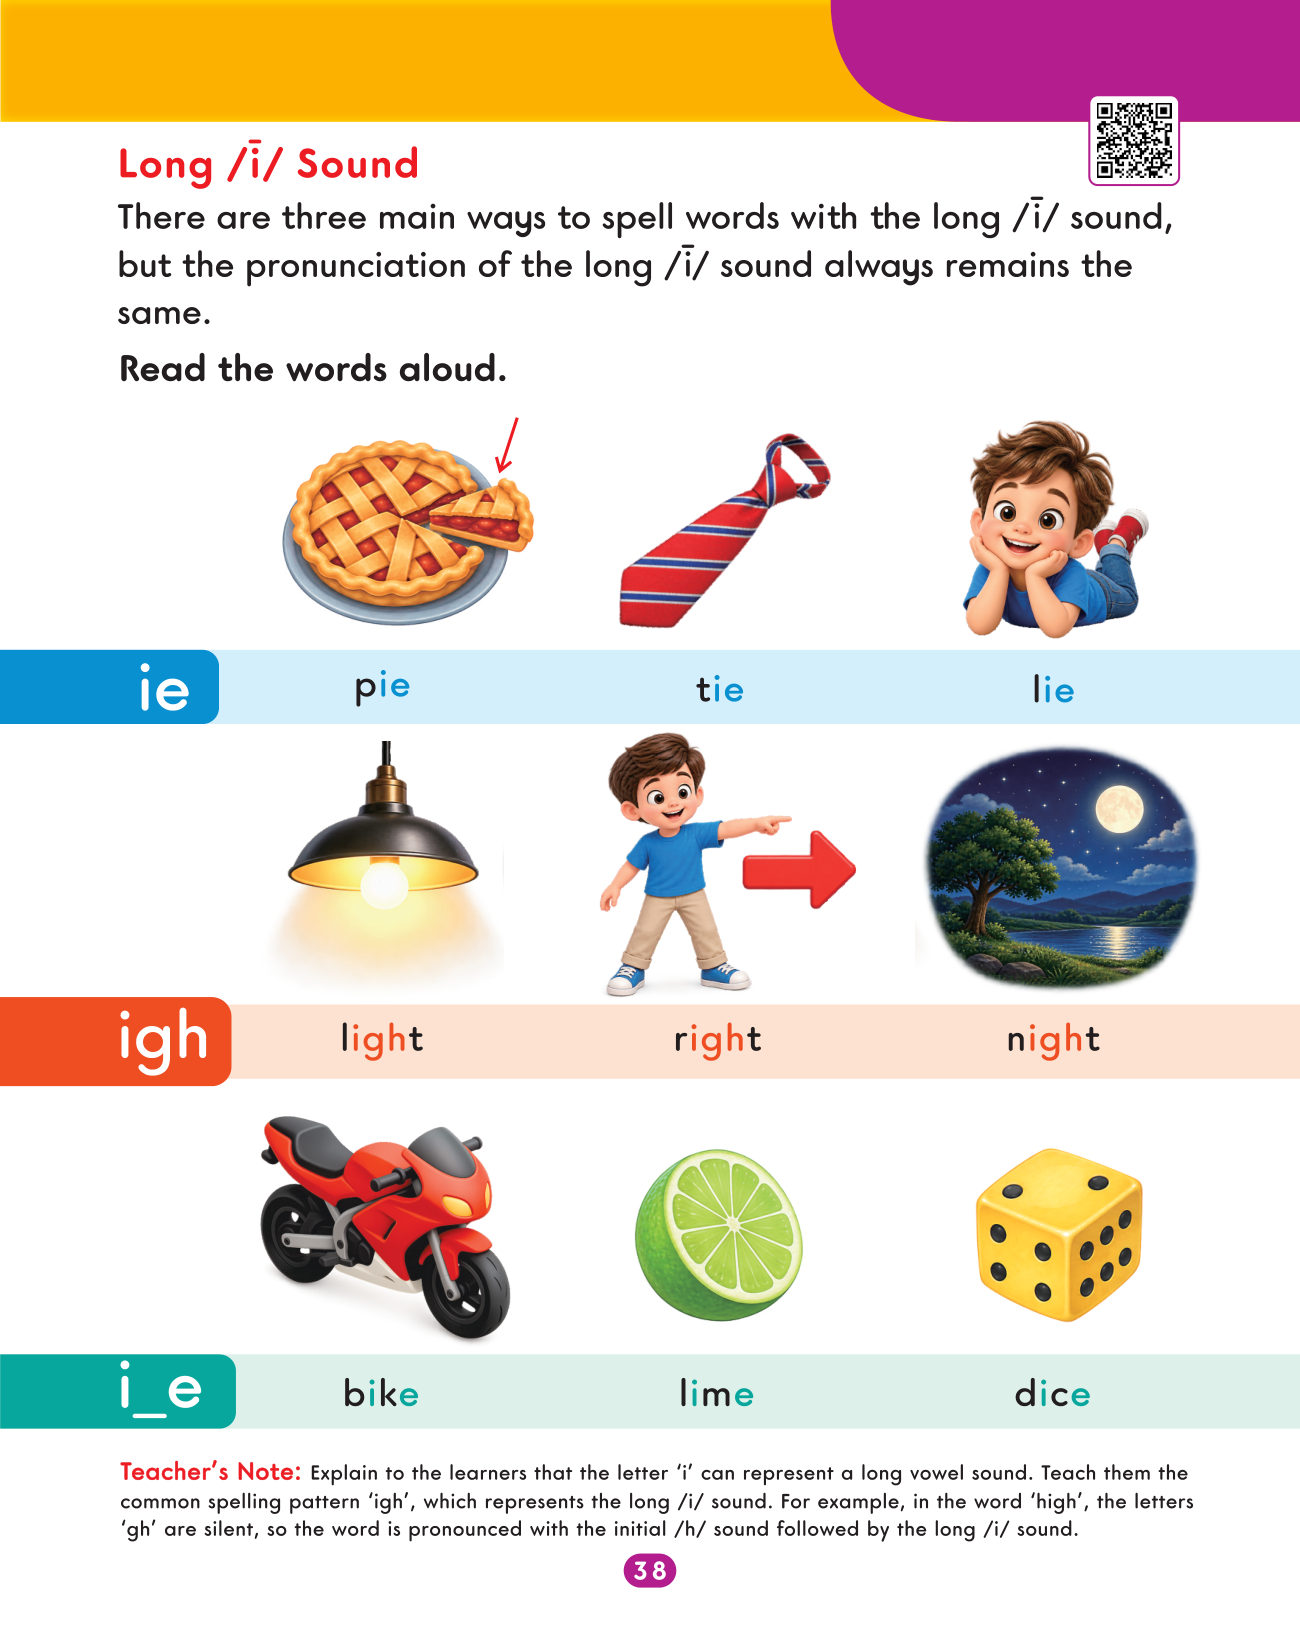 Long /ī/ Sound
There are three main ways to spell words with the long /ī/ sound,
but the pronunciation of the long /ī/ sound always remains the
same.
Read the words aloud.
ie pie tie lie
igh light right night
i_e bike lime dice
Teacher's Note: Explain to the learners that the letter ‘i’ can represent a long vowel sound. Teach them the
common spelling pattern ‘igh’, which represents the long /i/ sound. For example, in the word ‘high’, the letters
‘gh’ are silent, so the word is pronounced with the initial /h/ sound followed by the long /i/ sound.
38